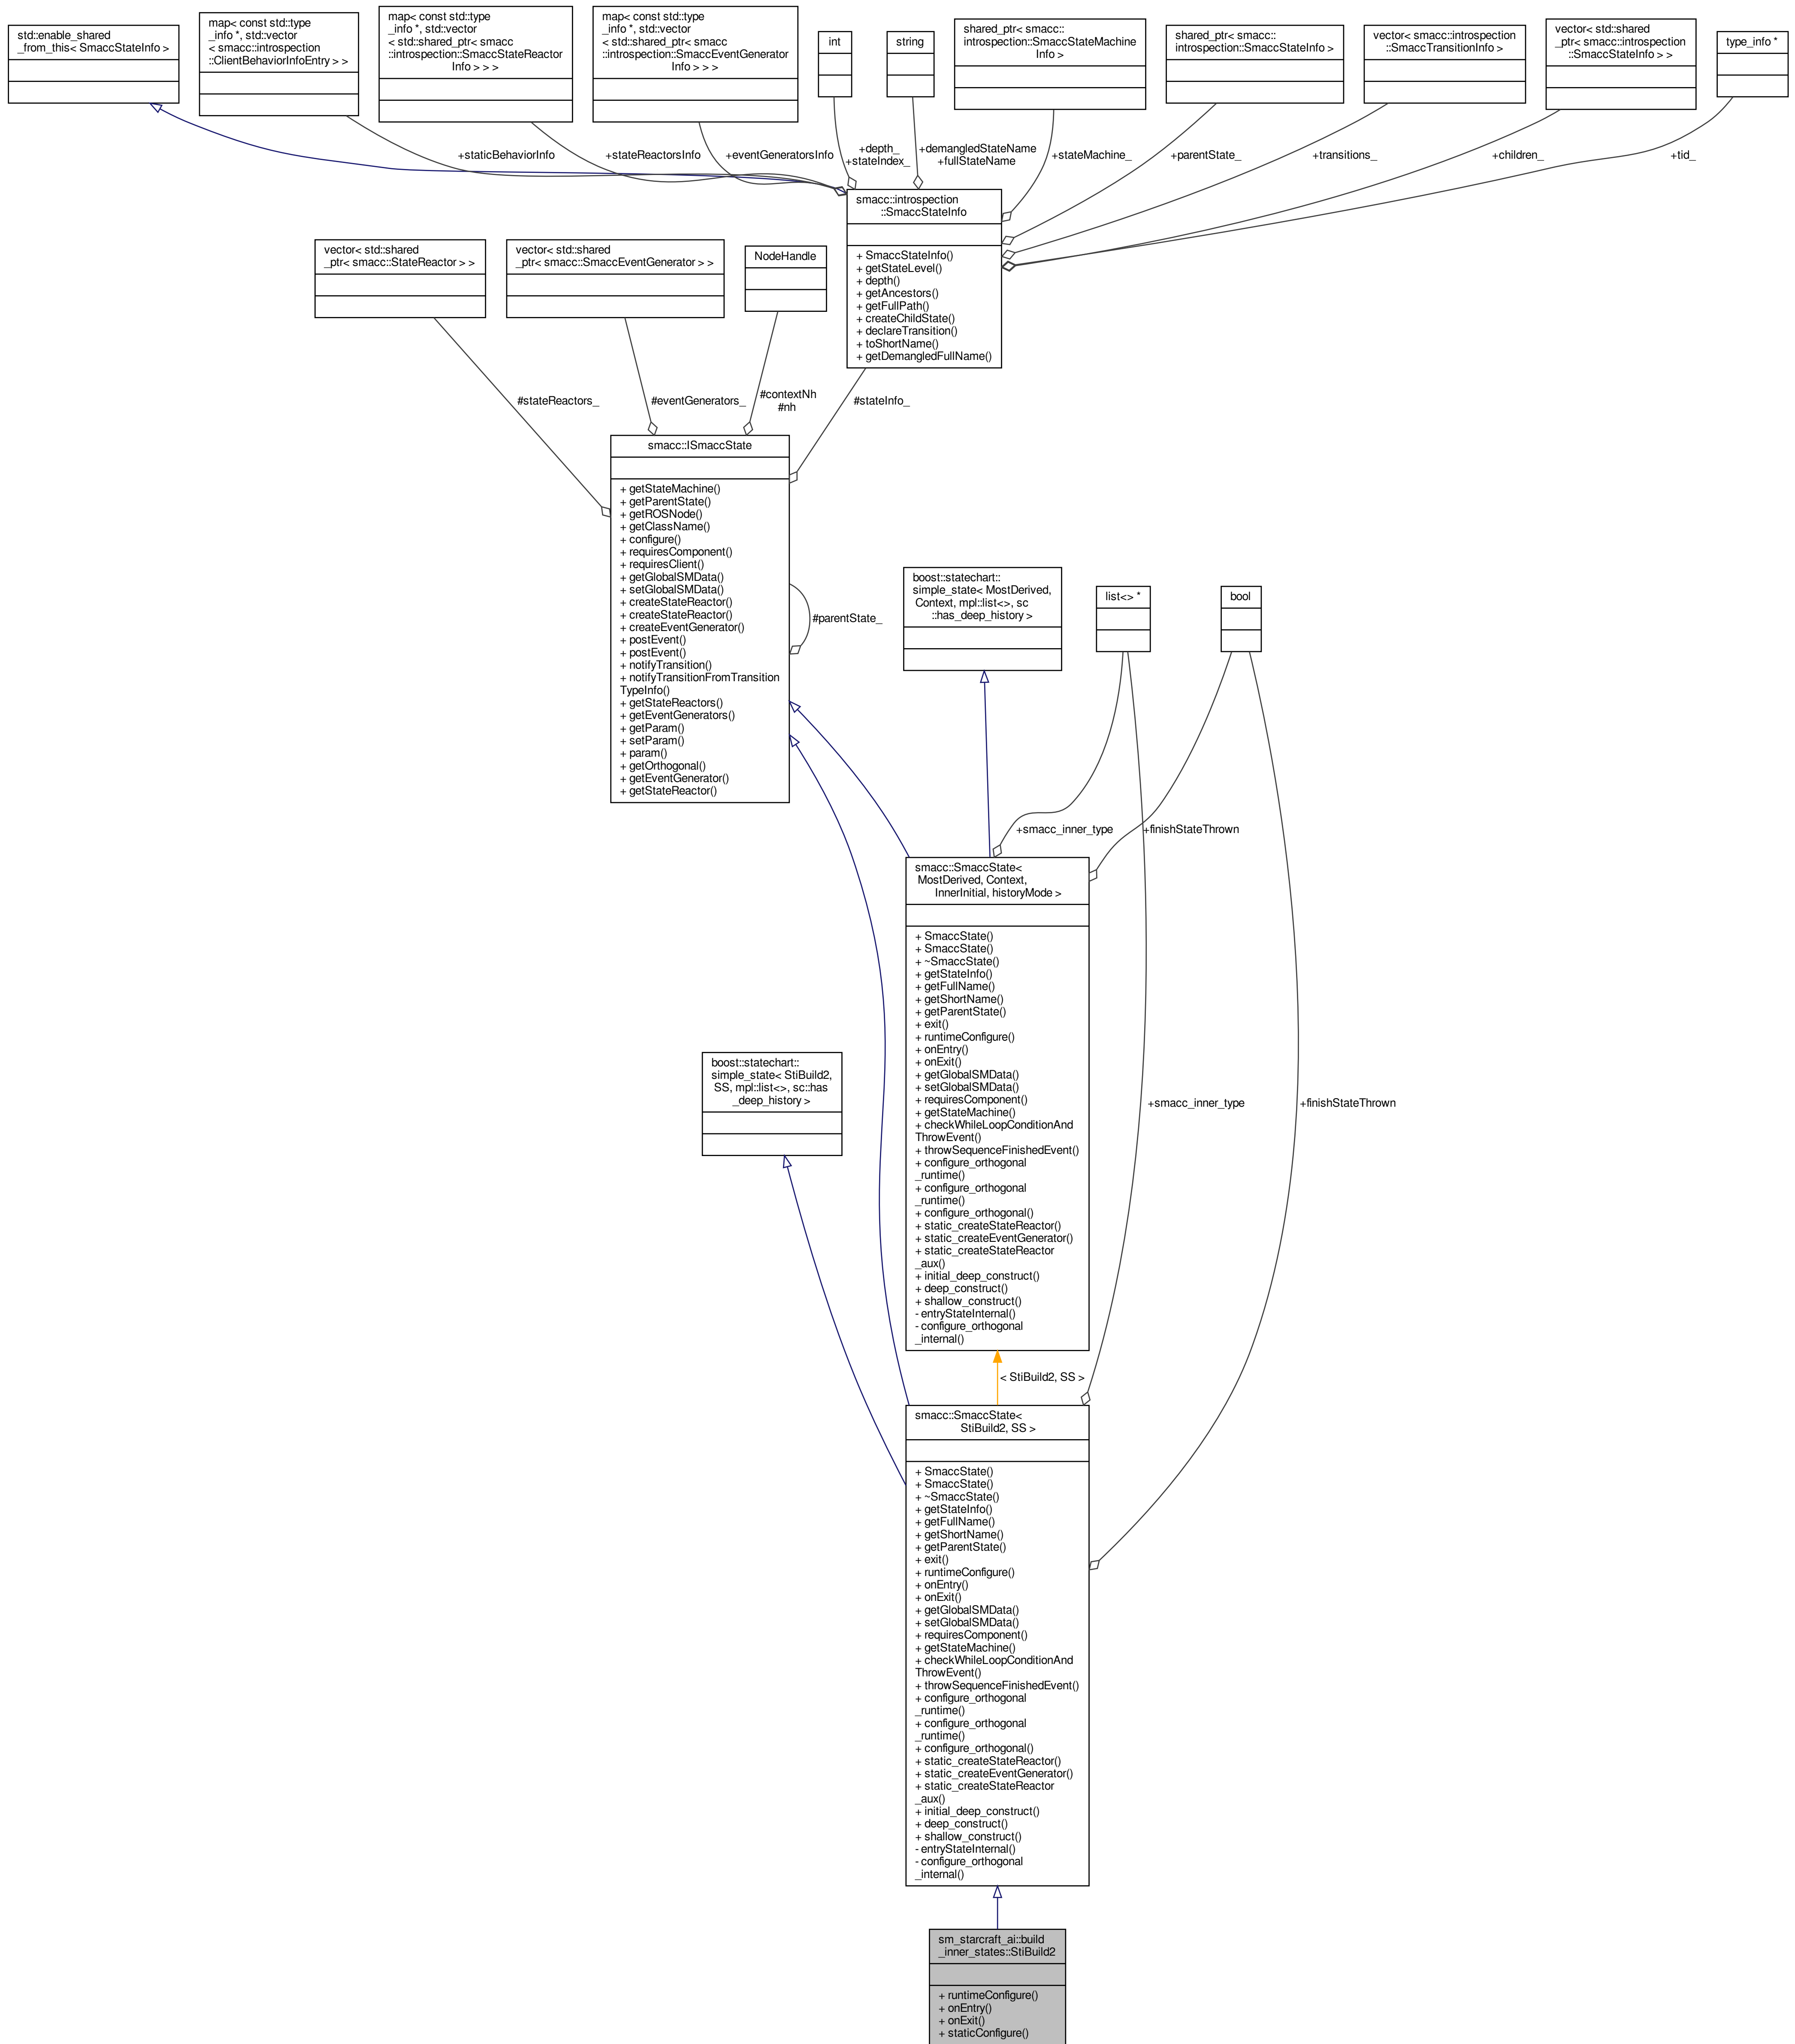 std::enable_shared
_from_this< SmaccStateInfo >
map< const std::type
_info *, std::vector
< smacc::introspection
::ClientBehaviorInfoEntry > >
map< const std::type
_info *, std::vector
< std::shared_ptr< smacc
::introspection::SmaccStateReactor
Info > > >
map< const std::type
_info *, std::vector
< std::shared_ptr< smacc
::introspection::SmaccEventGenerator
Info > > >
int
string
shared_ptr< smacc::
introspection::SmaccStateMachine
Info >
shared_ptr< smacc::
introspection::SmaccStateInfo >
vector< smacc::introspection
::SmaccTransitionInfo >
vector< std::shared
_ptr< smacc::introspection
::SmaccStateInfo > >
type_info *
+staticBehaviorInfo
+stateReactorsInfo
+eventGeneratorsInfo
+depth_
+stateIndex_
+demangledStateName
+fullStateName
+stateMachine_
+parentState_
+transitions_
+children_
+tid_
smacc::introspection
::SmaccStateInfo
+ SmaccStateInfo()
+ getStateLevel()
+ depth()
+ getAncestors()
+ getFullPath()
+ createChildState()
+ declareTransition()
+ toShortName()
+ getDemangledFullName()
vector< std::shared
_ptr< smacc::StateReactor > >
vector< std::shared
_ptr< smacc::SmaccEventGenerator > >
NodeHandle
#stateReactors_
#eventGenerators_
#contextNh
#nh
#stateInfo_
smacc::ISmaccState
+ getStateMachine()
+ getParentState()
+ getROSNode()
+ getClassName()
+ configure()
+ requiresComponent()
+ requiresClient()
+ getGlobalSMData()
+ setGlobalSMData()
+ createStateReactor()
+ createStateReactor()
+ createEventGenerator()
+ postEvent()
+ postEvent()
+ notifyTransition()
+ notifyTransitionFromTransition
TypeInfo()
+ getStateReactors()
+ getEventGenerators()
+ getParam()
+ setParam()
+ param()
+ getOrthogonal()
+ getEventGenerator()
+ getStateReactor()
#parentState_
boost::statechart::
simple_state< MostDerived,
Context, mpl::list<>, sc
::has_deep_history >
list<> *
bool
+smacc_inner_type
+finishStateThrown
smacc::SmaccState<
MostDerived, Context,
InnerInitial, historyMode >
+ SmaccState()
+ SmaccState()
+ ~SmaccState()
+ getStateInfo()
+ getFullName()
+ getShortName()
+ getParentState()
+ exit()
+ runtimeConfigure()
+ onEntry()
+ onExit()
+ getGlobalSMData()
+ setGlobalSMData()
+ requiresComponent()
+ getStateMachine()
+ checkWhileLoopConditionAnd
ThrowEvent()
+ throwSequenceFinishedEvent()
+ configure_orthogonal
_runtime()
+ configure_orthogonal
_runtime()
+ configure_orthogonal()
+ static_createStateReactor()
+ static_createEventGenerator()
+ static_createStateReactor
_aux()
+ initial_deep_construct()
+ deep_construct()
+ shallow_construct()
- entryStateInternal()
- configure_orthogonal
_internal()
boost::statechart::
simple_state< StiBuild2,
SS, mpl::list<>, sc::has
_deep_history >
+smacc_inner_type
+finishStateThrown
< StiBuild2, SS >
smacc::SmaccState<
StiBuild2, SS >
+ SmaccState()
+ SmaccState()
+ ~SmaccState()
+ getStateInfo()
+ getFullName()
+ getShortName()
+ getParentState()
+ exit()
+ runtimeConfigure()
+ onEntry()
+ onExit()
+ getGlobalSMData()
+ setGlobalSMData()
+ requiresComponent()
+ getStateMachine()
+ checkWhileLoopConditionAnd
ThrowEvent()
+ throwSequenceFinishedEvent()
+ configure_orthogonal
_runtime()
+ configure_orthogonal
_runtime()
+ configure_orthogonal()
+ static_createStateReactor()
+ static_createEventGenerator()
+ static_createStateReactor
_aux()
+ initial_deep_construct()
+ deep_construct()
+ shallow_construct()
- entryStateInternal()
- configure_orthogonal
_internal()
sm_starcraft_ai::build
_inner_states::StiBuild2
+ runtimeConfigure()
+ onEntry()
+ onExit()
+ staticConfigure()